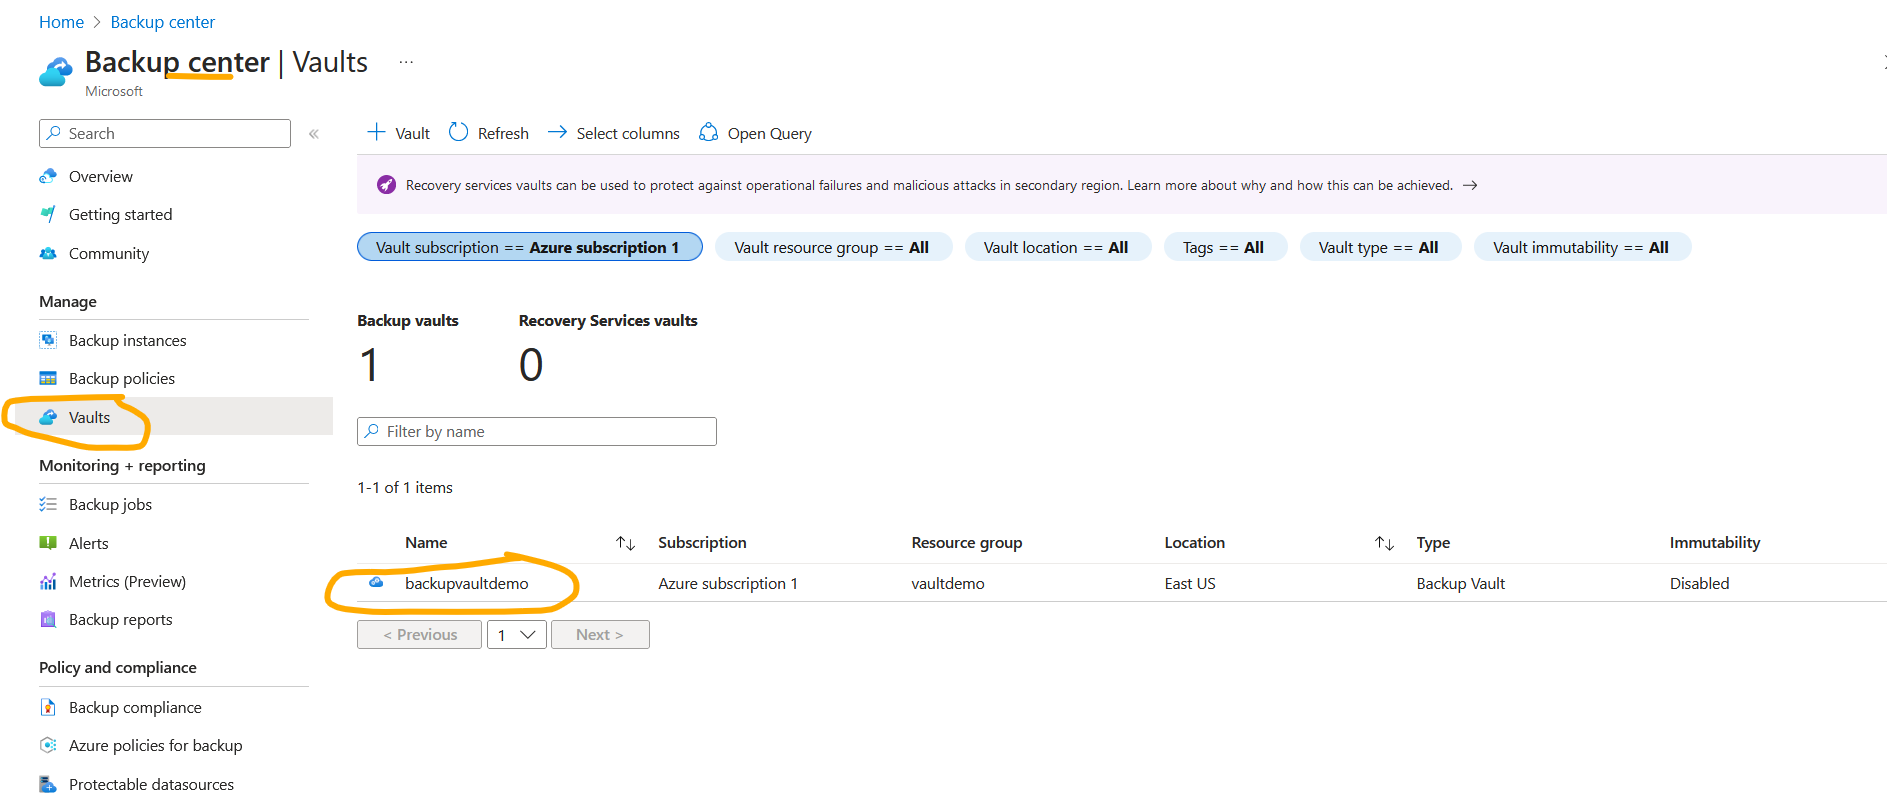 Home > Backup center
Backup center | Vaults ...
Microsoft
Search «
Overview
Getting started
Community
Manage
Backup instances
Backup policies
Vaults
Monitoring + reporting
Backup jobs
Alerts
Metrics (Preview)
Backup reports
Policy and compliance
Backup compliance
Azure policies for backup
Protectable datasources
+ Vault Refresh → Select columns Open Query
Recovery services vaults can be used to protect against operational failures and malicious attacks in secondary region. Learn more about why and how this can be achieved. →
Vault subscription == Azure subscription 1 Vault resource group == All Vault location == All Tags == All Vault type == All Vault immutability == All
Backup vaults Recovery Services vaults
1 0
Filter by name
1-1 of 1 items
Name ↑↓ Subscription Resource group Location ↑↓ Type Immutability
backupvaultdemo Azure subscription 1 vaultdemo East US Backup Vault Disabled
< Previous 1 Next >